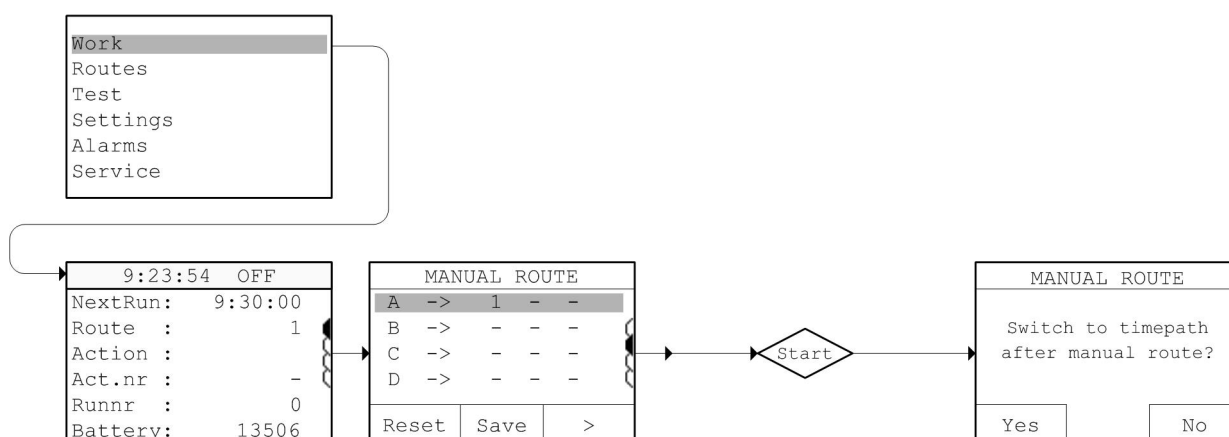 Work
Routes
Test
Settings
Alarms
Service
9:23:54 OFF
NextRun: 9:30:00
Route : 1
Action :
Act.nr : -
Runnr : 0
Battery: 13506
MANUAL ROUTE
A -> 1 - -
B -> - - -
C -> - - -
D -> - - -
Reset Save >
Start
MANUAL ROUTE
Switch to timepath
after manual route?
Yes No